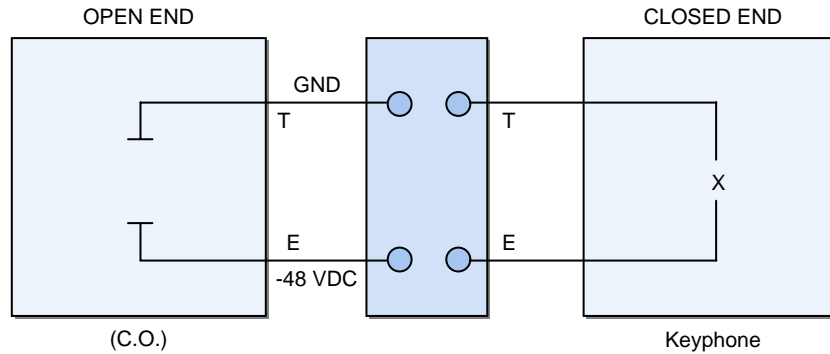 OPEN END
CLOSED END
GND
T
T
X
E
E
-48 VDC
(C.O.)
Keyphone